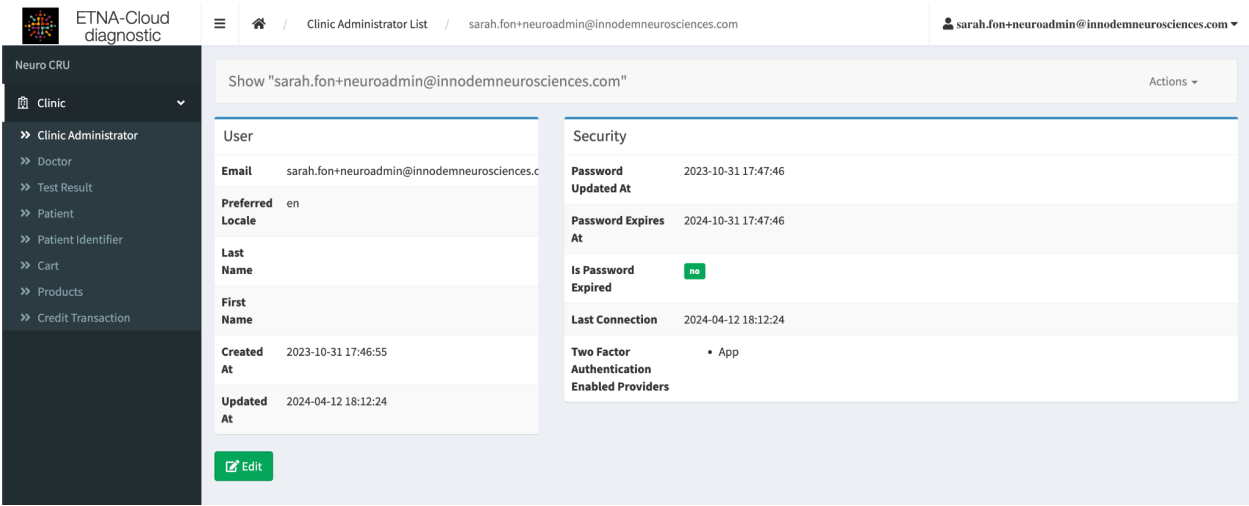 ETNA-Cloud
diagnostic
/ Clinic Administrator List / sarah.fon+neuroadmin@innodemneurosciences.com
sarah.fon+neuroadmin@innodemneurosciences.com
Neuro CRU
Clinic
Clinic Administrator
Doctor
Test Result
Patient
Patient Identifier
Cart
Products
Credit Transaction
Show "sarah.fon+neuroadmin@innodemneurosciences.com"
Actions
User
Email sarah.fon+neuroadmin@innodemneurosciences.c
Preferred en
Locale
Last
Name
First
Name
Created 2023-10-31 17:46:55
At
Updated 2024-04-12 18:12:24
At
Edit
Security
Password 2023-10-31 17:47:46
Updated At
Password Expires 2024-10-31 17:47:46
At
Is Password no
Expired
Last Connection 2024-04-12 18:12:24
Two Factor • App
Authentication
Enabled Providers